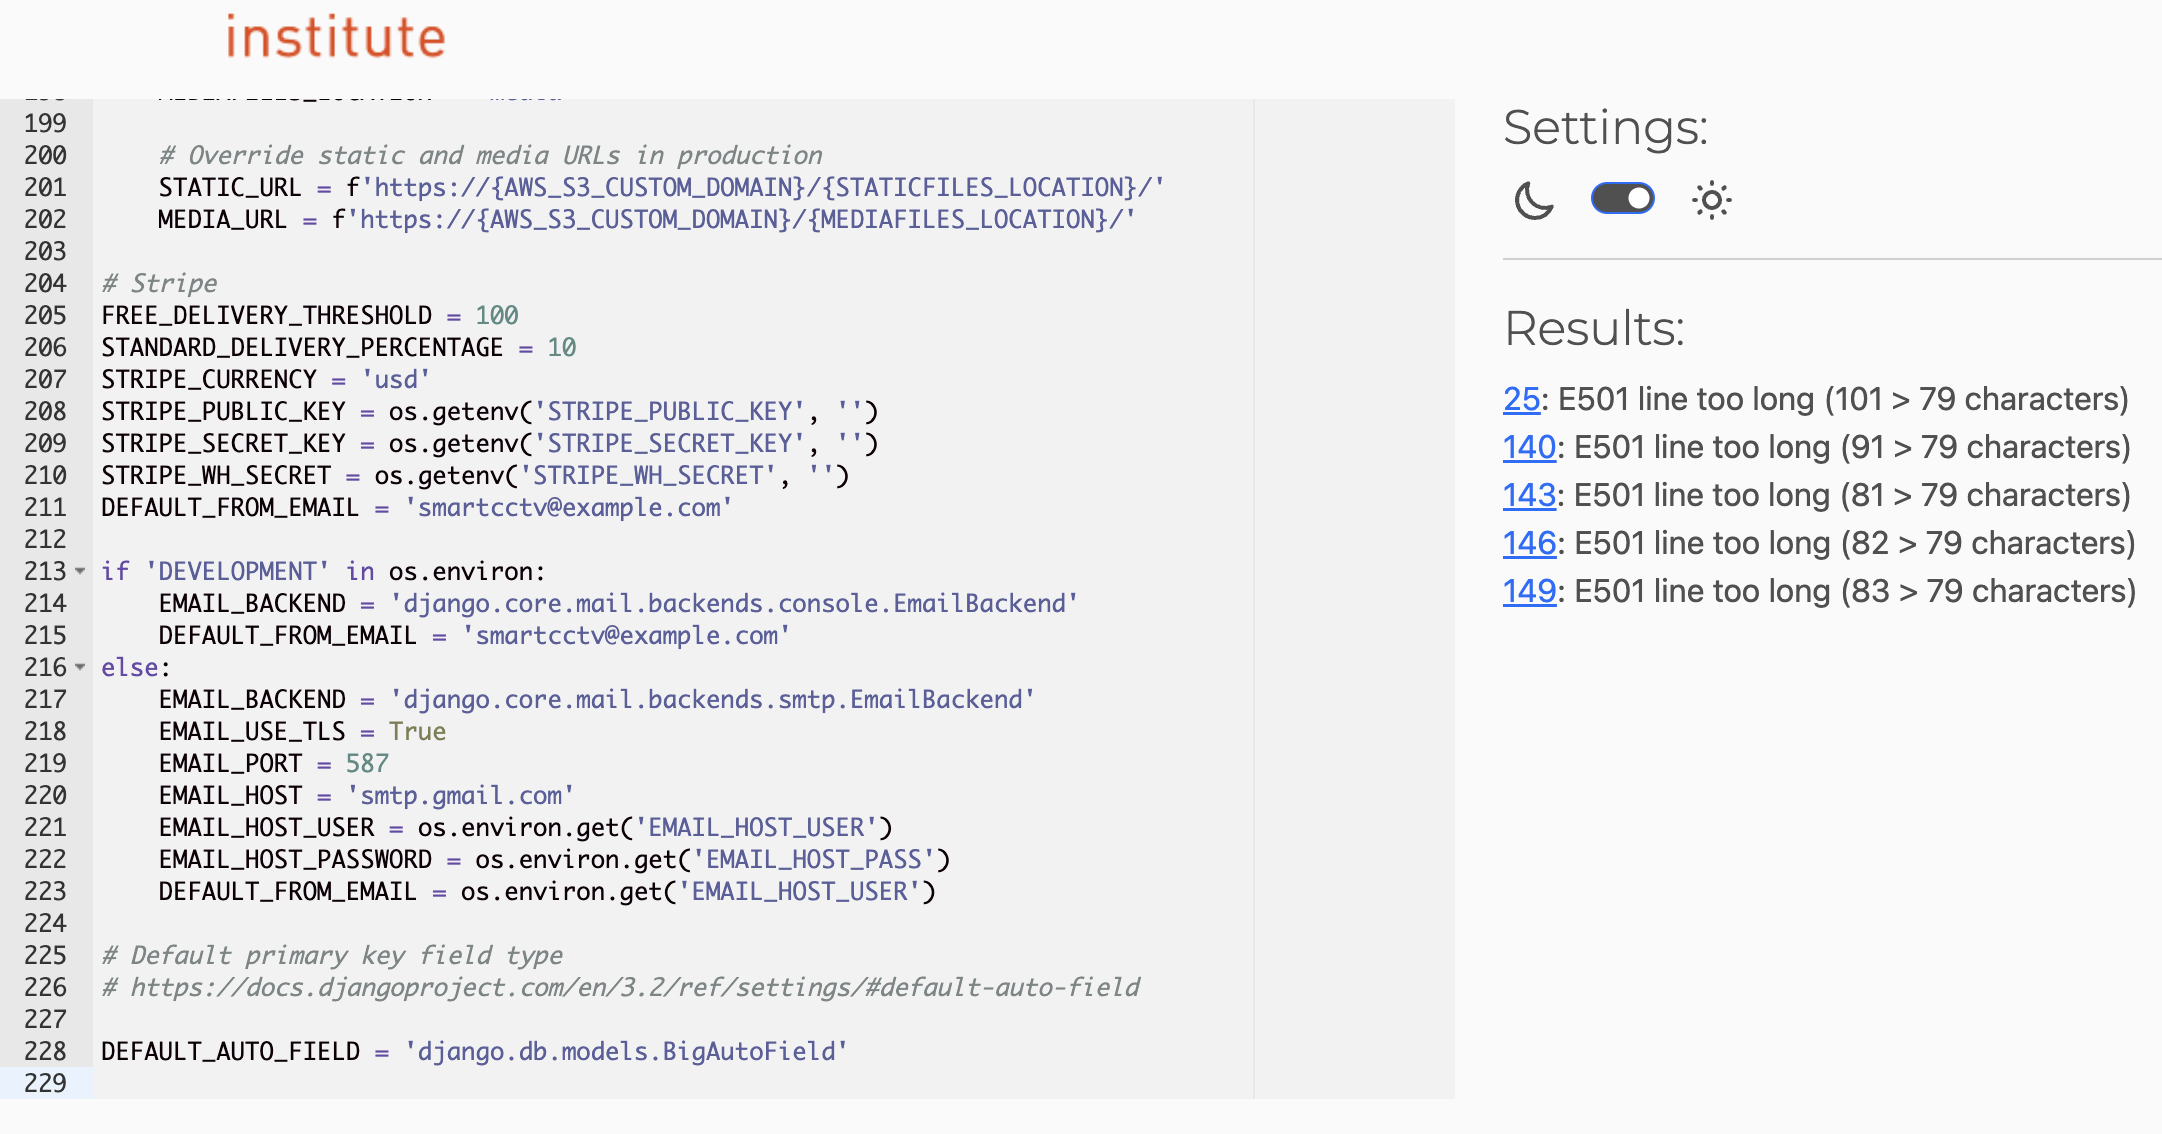 institute
199
200 # Override static and media URLs in production
201 STATIC_URL = f'https://{AWS_S3_CUSTOM_DOMAIN}/{STATICFILES_LOCATION}/'
202 MEDIA_URL = f'https://{AWS_S3_CUSTOM_DOMAIN}/{MEDIAFILES_LOCATION}/'
203
204 # Stripe
205 FREE_DELIVERY_THRESHOLD = 100
206 STANDARD_DELIVERY_PERCENTAGE = 10
207 STRIPE_CURRENCY = 'usd'
208 STRIPE_PUBLIC_KEY = os.getenv('STRIPE_PUBLIC_KEY', '')
209 STRIPE_SECRET_KEY = os.getenv('STRIPE_SECRET_KEY', '')
210 STRIPE_WH_SECRET = os.getenv('STRIPE_WH_SECRET', '')
211 DEFAULT_FROM_EMAIL = 'smartcctv@example.com'
212
213 if 'DEVELOPMENT' in os.environ:
214 EMAIL_BACKEND = 'django.core.mail.backends.console.EmailBackend'
215 DEFAULT_FROM_EMAIL = 'smartcctv@example.com'
216 else:
217 EMAIL_BACKEND = 'django.core.mail.backends.smtp.EmailBackend'
218 EMAIL_USE_TLS = True
219 EMAIL_PORT = 587
220 EMAIL_HOST = 'smtp.gmail.com'
221 EMAIL_HOST_USER = os.environ.get('EMAIL_HOST_USER')
222 EMAIL_HOST_PASSWORD = os.environ.get('EMAIL_HOST_PASS')
223 DEFAULT_FROM_EMAIL = os.environ.get('EMAIL_HOST_USER')
224
225 # Default primary key field type
226 # https://docs.djangoproject.com/en/3.2/ref/settings/#default-auto-field
227
228 DEFAULT_AUTO_FIELD = 'django.db.models.BigAutoField'
229
Settings:
Results:
25: E501 line too long (101 > 79 characters)
140: E501 line too long (91 > 79 characters)
143: E501 line too long (81 > 79 characters)
146: E501 line too long (82 > 79 characters)
149: E501 line too long (83 > 79 characters)